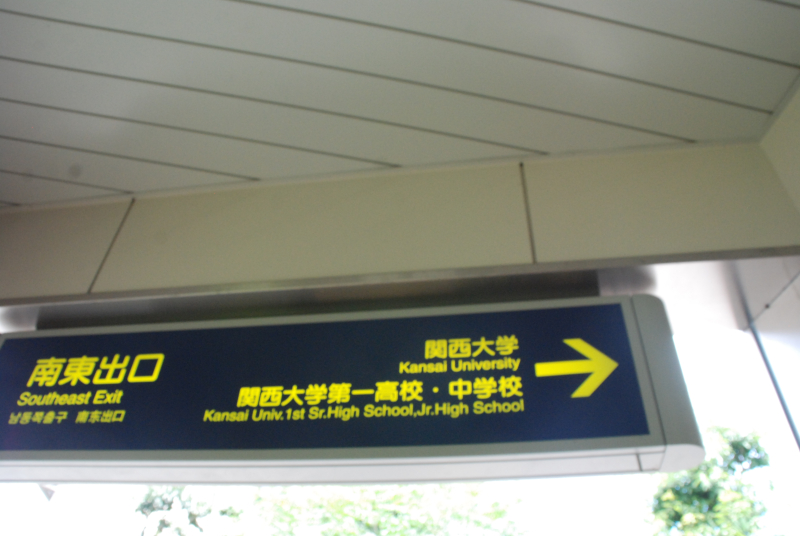 南東出口
Southeast Exit
남동쪽출구 南东出口
関西大学
Kansai University
関西大学第一高校・中学校
Kansai Univ.1st Sr.High School,Jr.High School